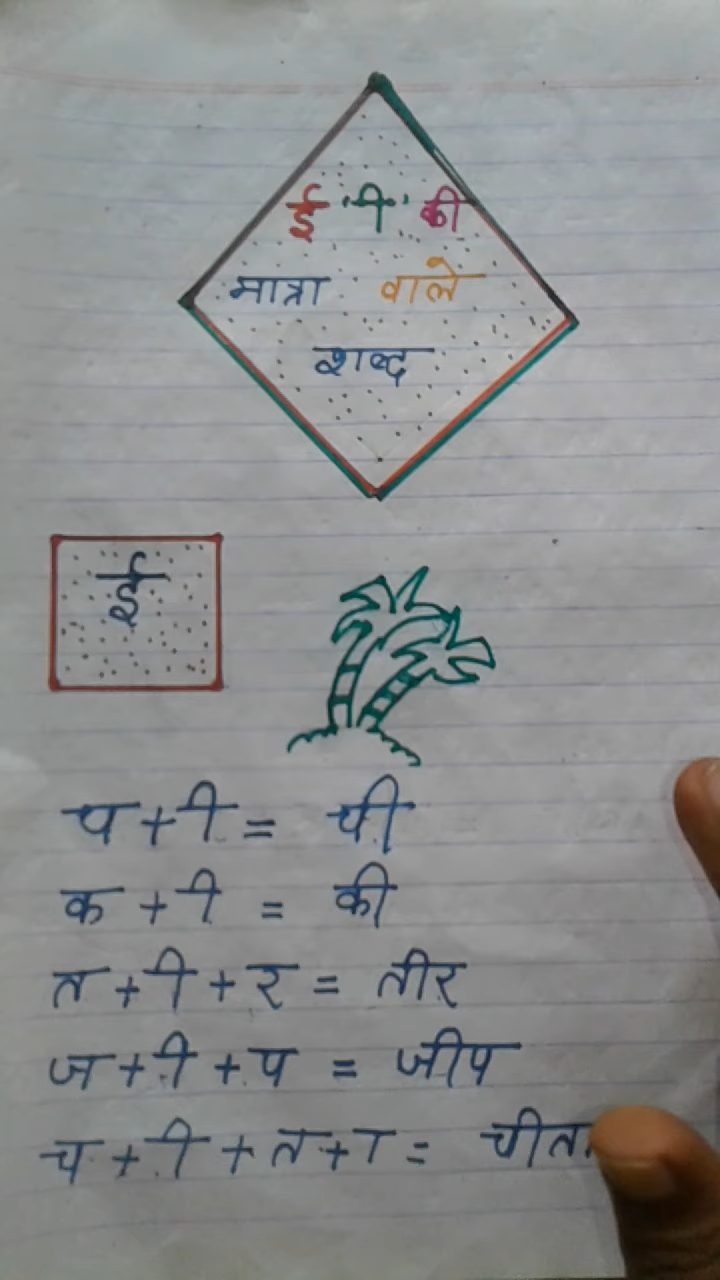 ई 'ी' की
मात्रा वाले
शब्द
ई
प + ी = पी
क + ी = की
त + ी + र = तीर
ज + ी + प = जीप
च + ी + त + ा = चीता